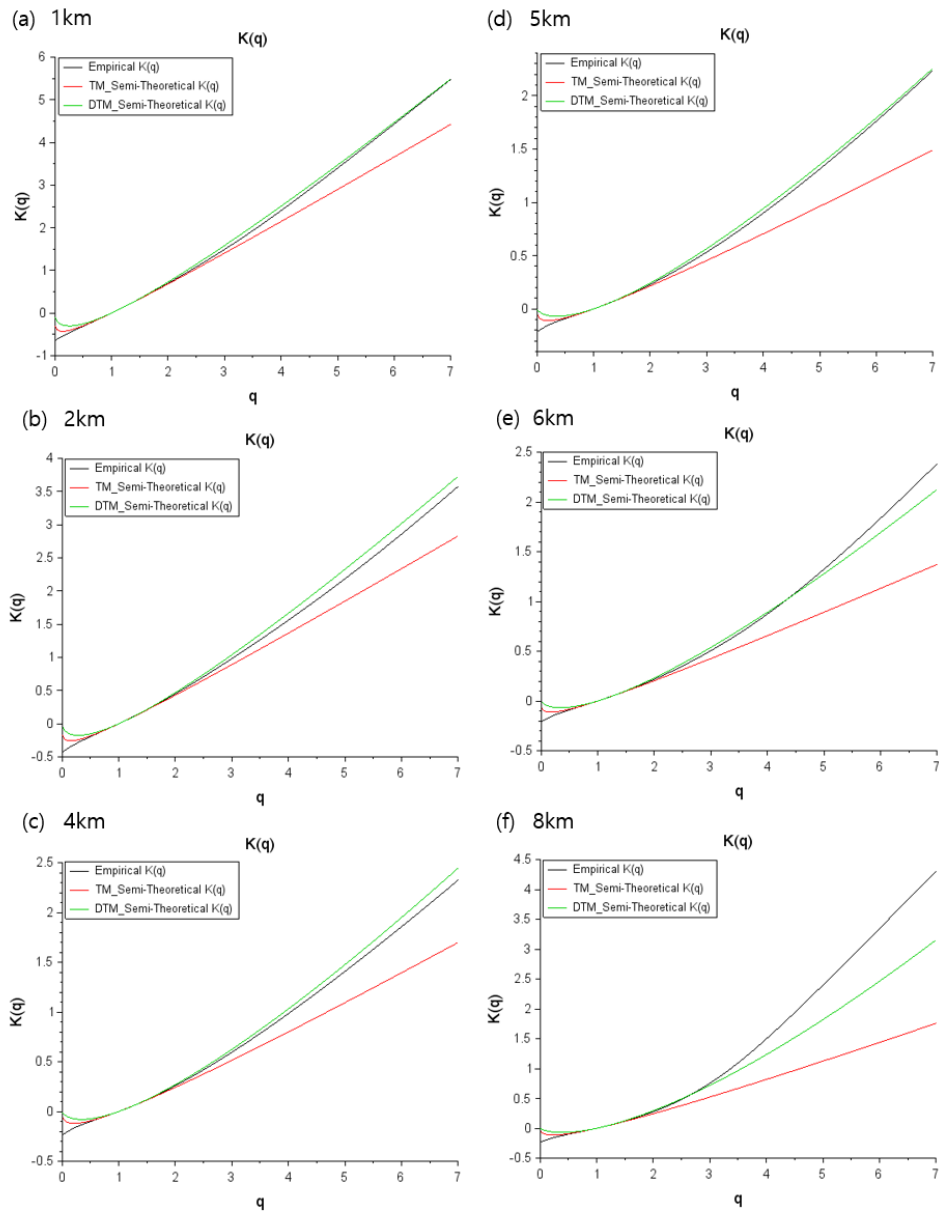 (a) 1km
K(q)
Empirical K(q)
TM_Semi-Theoretical K(q)
DTM_Semi-Theoretical K(q)
6
5
4
3
2
1
0
-1
K(q)
0 1 2 3 4 5 6 7
q
(b) 2km
K(q)
Empirical K(q)
TM_Semi-Theoretical K(q)
DTM_Semi-Theoretical K(q)
4
3.5
3
2.5
2
1.5
1
0.5
0
-0.5
K(q)
0 1 2 3 4 5 6 7
q
(c) 4km
K(q)
Empirical K(q)
TM_Semi-Theoretical K(q)
DTM_Semi-Theoretical K(q)
2.5
2
1.5
1
0.5
0
-0.5
K(q)
0 1 2 3 4 5 6 7
q
(d) 5km
K(q)
Empirical K(q)
TM_Semi-Theoretical K(q)
DTM_Semi-Theoretical K(q)
2
1.5
1
0.5
0
K(q)
0 1 2 3 4 5 6 7
q
(e) 6km
K(q)
Empirical K(q)
TM_Semi-Theoretical K(q)
DTM_Semi-Theoretical K(q)
2.5
2
1.5
1
0.5
0
-0.5
K(q)
0 1 2 3 4 5 6 7
q
(f) 8km
K(q)
Empirical K(q)
TM_Semi-Theoretical K(q)
DTM_Semi-Theoretical K(q)
4.5
4
3.5
3
2.5
2
1.5
1
0.5
0
-0.5
K(q)
0 1 2 3 4 5 6 7
q